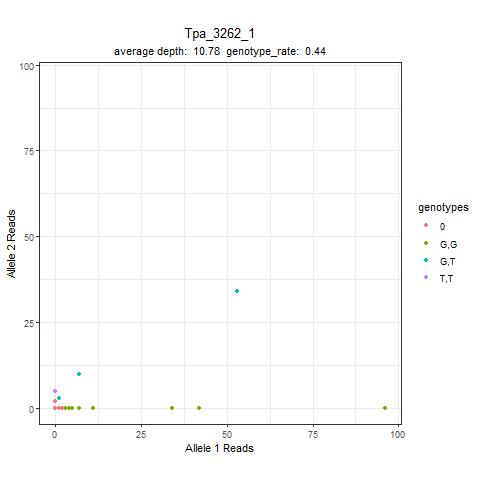 Tpa_3262_1
average depth: 10.78 genotype_rate: 0.44
100
75
50
25
0
Allele 2 Reads
0
25
50
75
100
Allele 1 Reads
genotypes
0
G,G
G,T
T,T